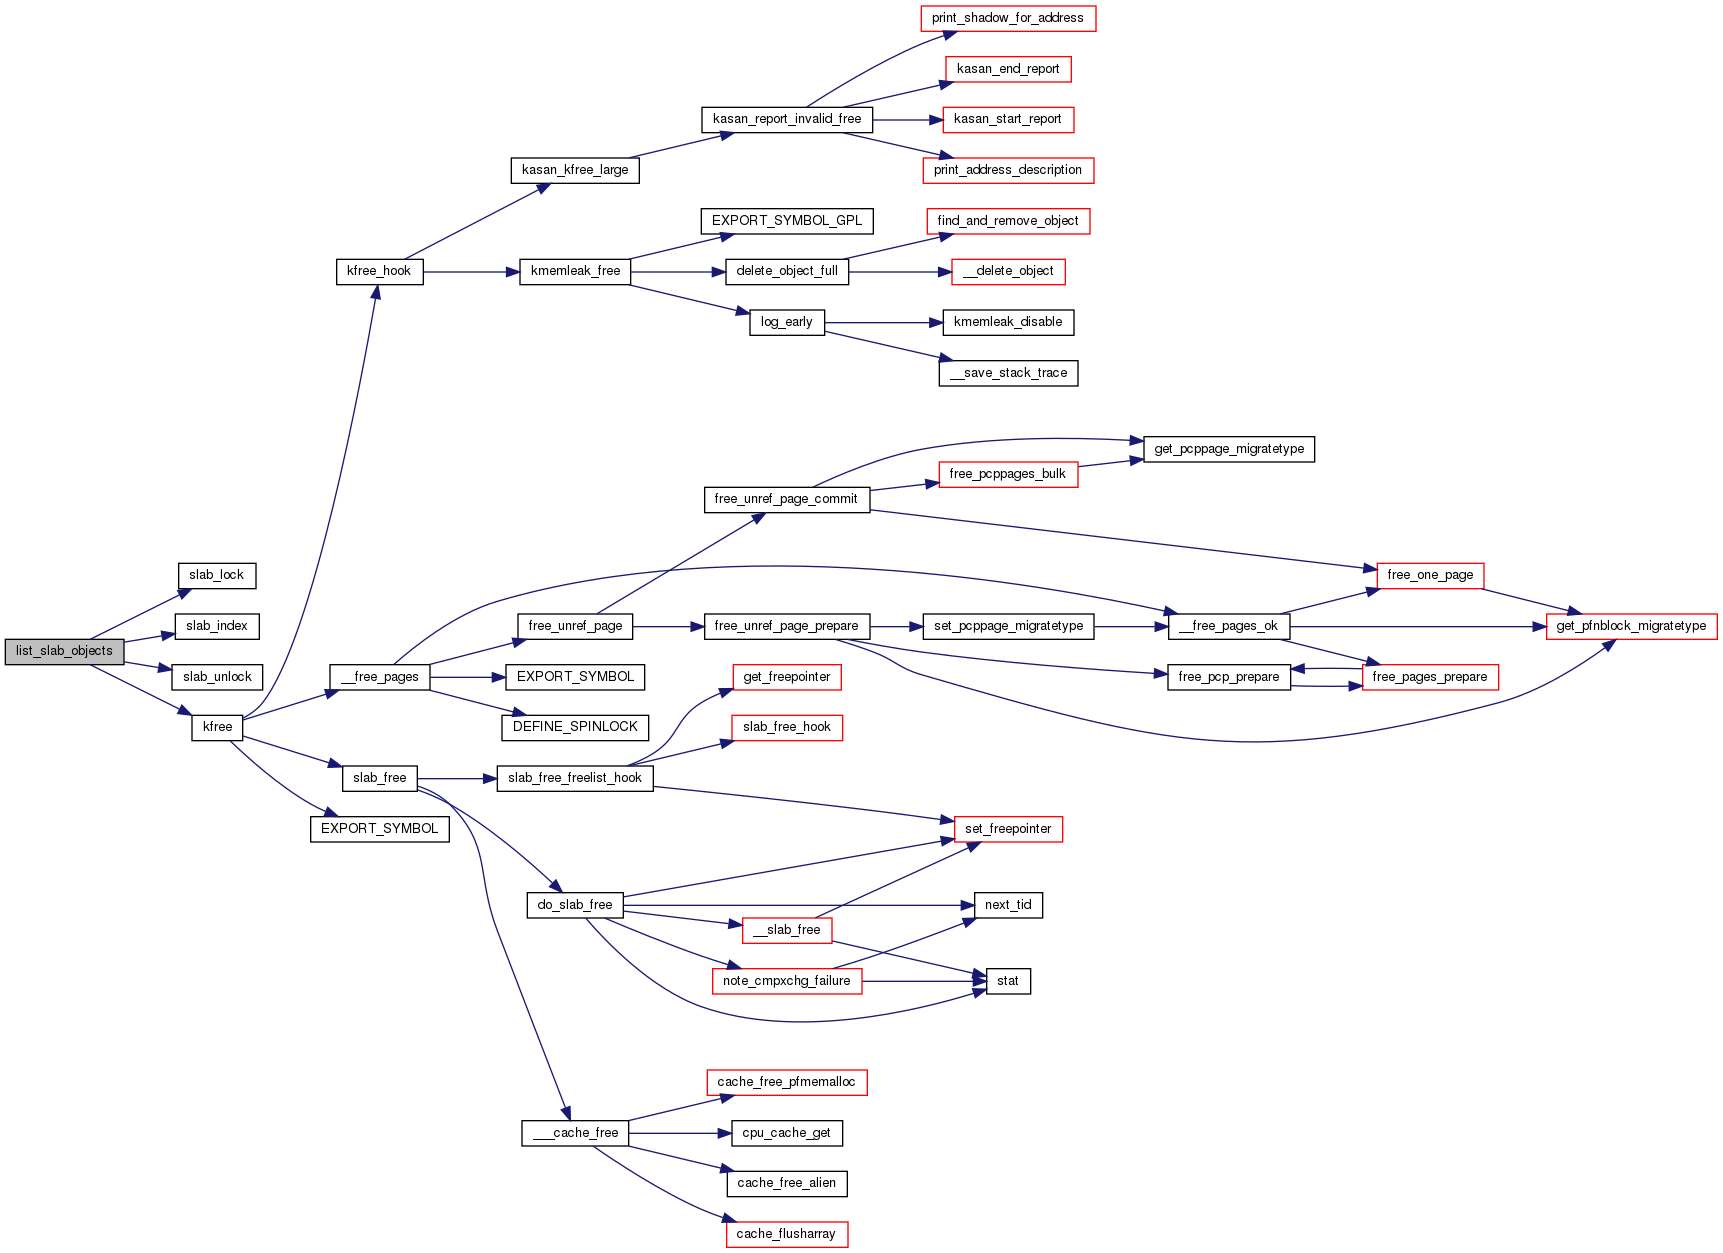 print_shadow_for_address
kasan_end_report
kasan_report_invalid_free
kasan_start_report
kasan_kfree_large
print_address_description
EXPORT_SYMBOL_GPL
find_and_remove_object
kfree_hook
kmemleak_free
delete_object_full
__delete_object
log_early
kmemleak_disable
__save_stack_trace
get_pcppage_migratetype
free_pcppages_bulk
free_unref_page_commit
slab_lock
free_one_page
slab_index
free_unref_page
free_unref_page_prepare
set_pcppage_migratetype
__free_pages_ok
get_pfnblock_migratetype
list_slab_objects
slab_unlock
__free_pages
EXPORT_SYMBOL
get_freepointer
free_pcp_prepare
free_pages_prepare
kfree
DEFINE_SPINLOCK
slab_free_hook
slab_free
slab_free_freelist_hook
EXPORT_SYMBOL
set_freepointer
do_slab_free
next_tid
__slab_free
note_cmpxchg_failure
stat
cache_free_pfmemalloc
___cache_free
cpu_cache_get
cache_free_alien
cache_flusharray